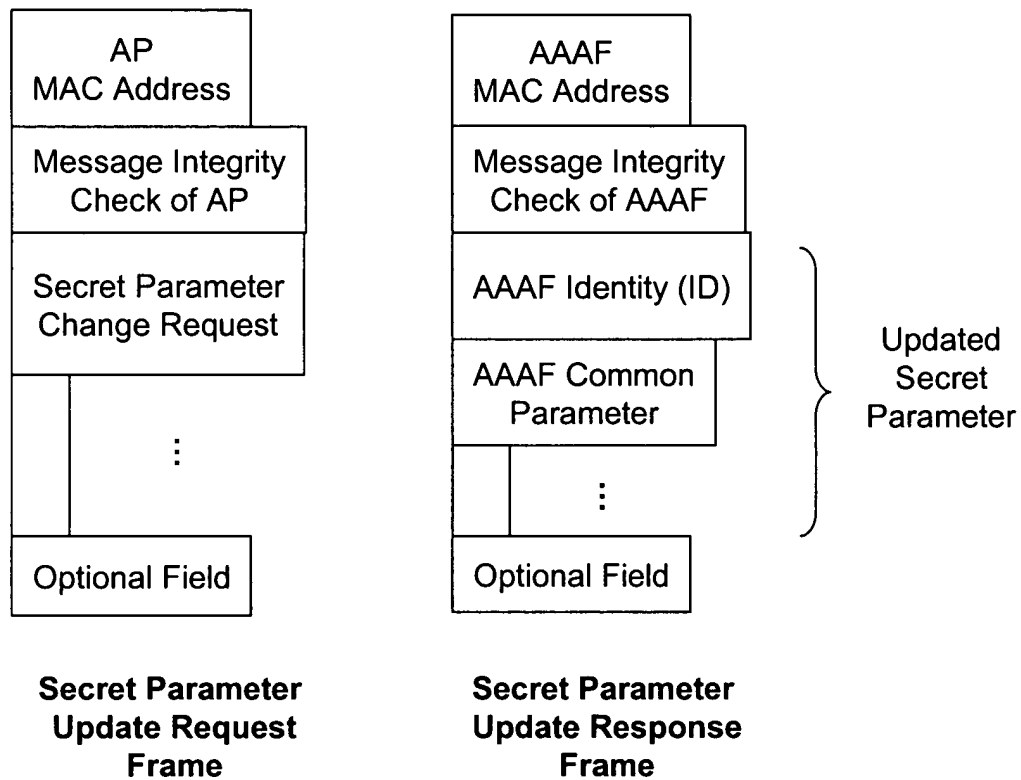 AP
MAC Address
Message Integrity
Check of AP
Secret Parameter
Change Request
⋮
Optional Field
Secret Parameter
Update Request
Frame
AAAF
MAC Address
Message Integrity
Check of AAAF
AAAF Identity (ID)
AAAF Common
Parameter
⋮
Optional Field
Updated
Secret
Parameter
Secret Parameter
Update Response
Frame